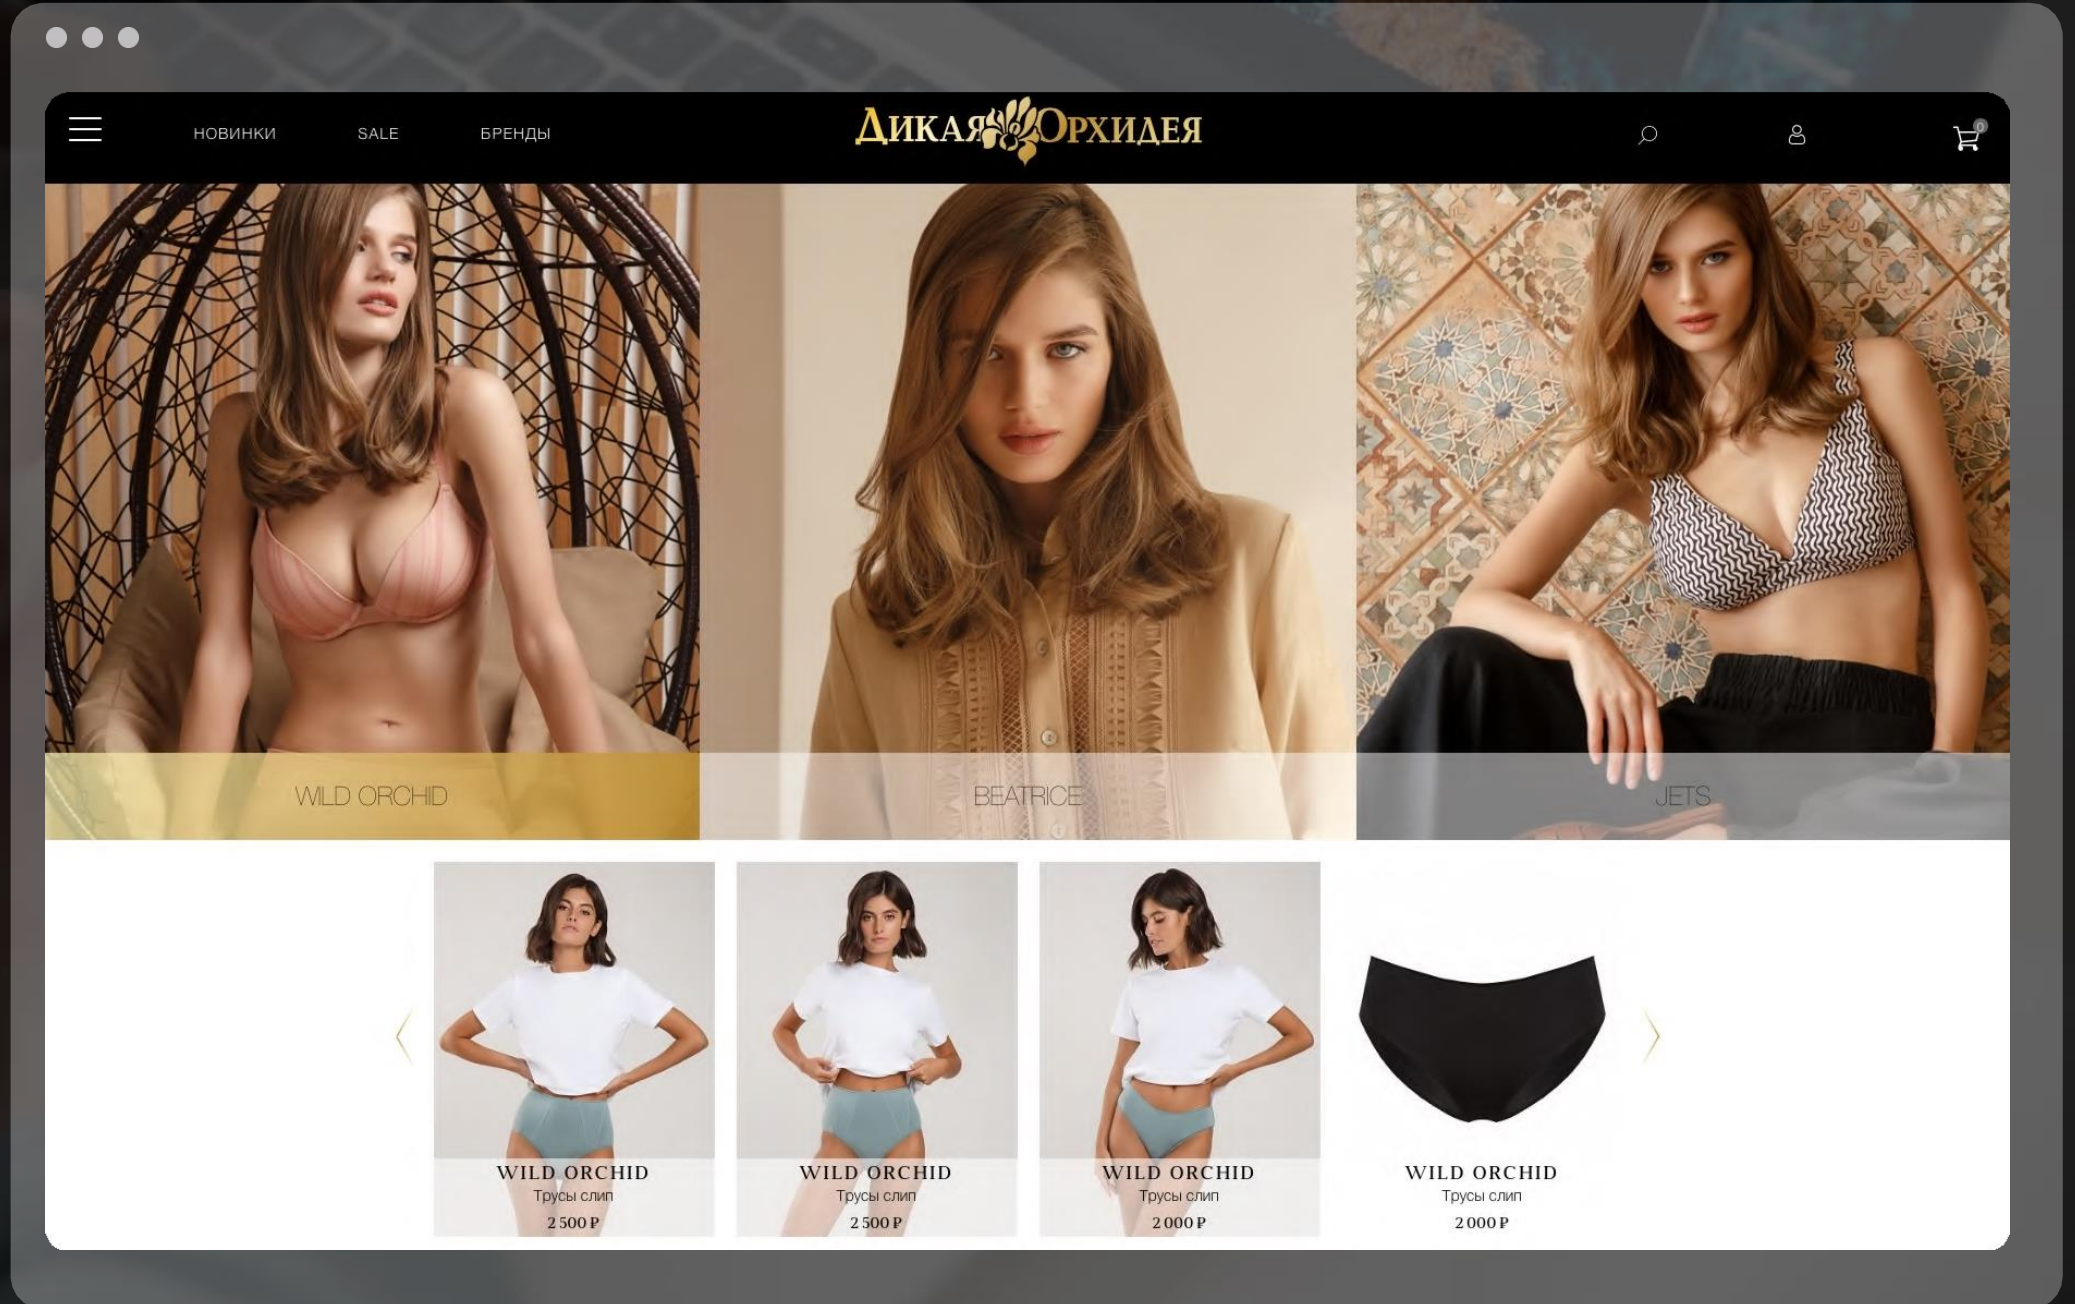 НОВИНКИ
SALE
БРЕНДЫ
ДИКАЯ ОРХИДЕЯ
0
WILD ORCHID
BEATRICE
JETS
WILD ORCHID
Трусы слип
2 500 ₽
WILD ORCHID
Трусы слип
2 500 ₽
WILD ORCHID
Трусы слип
2 000 ₽
WILD ORCHID
Трусы слип
2 000 ₽